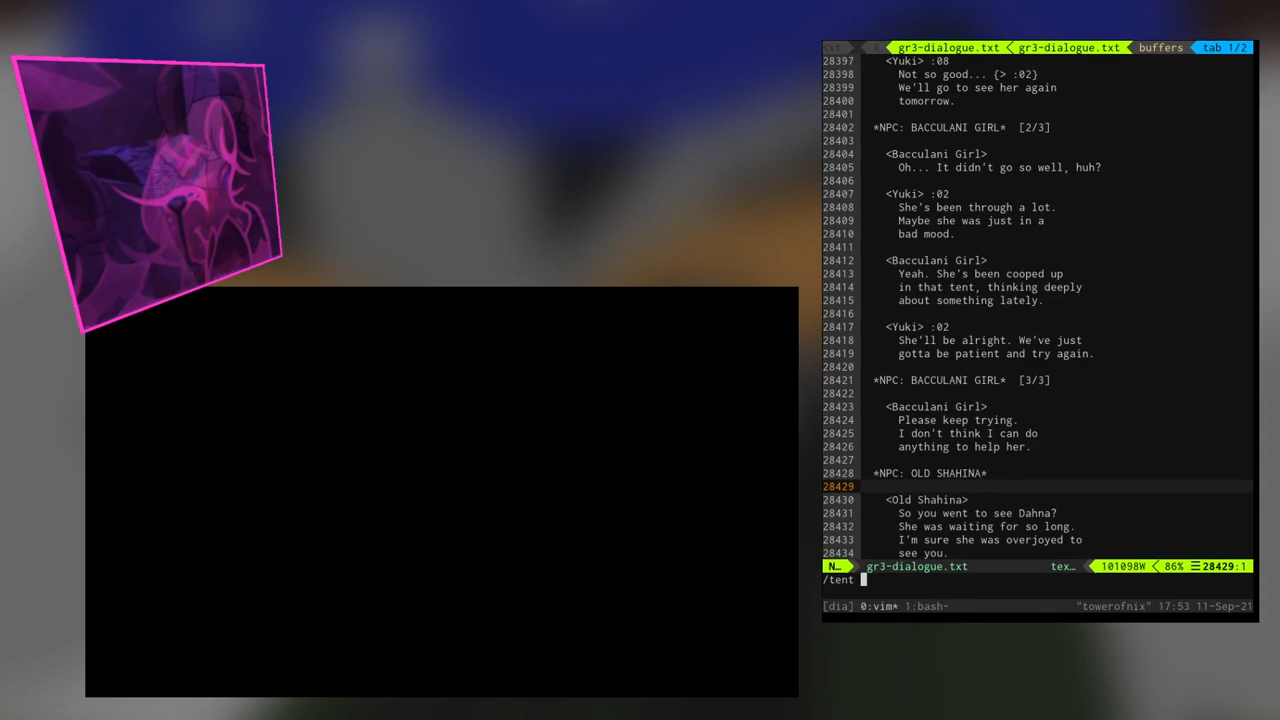 <xt X gr3-dialogue.txt gr3-dialogue.txt buffers tab 1/2
28397 <Yuki> :08
28398 Not so good... {> :02}
28399 We'll go to see her again
28400 tomorrow.
28401
28402 *NPC: BACCULANI GIRL* [2/3]
28403
28404 <Bacculani Girl>
28405 Oh... It didn't go so well, huh?
28406
28407 <Yuki> :02
28408 She's been through a lot.
28409 Maybe she was just in a
28410 bad mood.
28411
28412 <Bacculani Girl>
28413 Yeah. She's been cooped up
28414 in that tent, thinking deeply
28415 about something lately.
28416
28417 <Yuki> :02
28418 She'll be alright. We've just
28419 gotta be patient and try again.
28420
28421 *NPC: BACCULANI GIRL* [3/3]
28422
28423 <Bacculani Girl>
28424 Please keep trying.
28425 I don't think I can do
28426 anything to help her.
28427
28428 *NPC: OLD SHAHINA*
28429
28430 <Old Shahina>
28431 So you went to see Dahna?
28432 She was waiting for so long.
28433 I'm sure she was overjoyed to
28434 see you.
N… gr3-dialogue.txt tex… 101098W 86% ☰28429:1
/tent
[dia] 0:vim* 1:bash- "towerofnix" 17:53 11-Sep-21